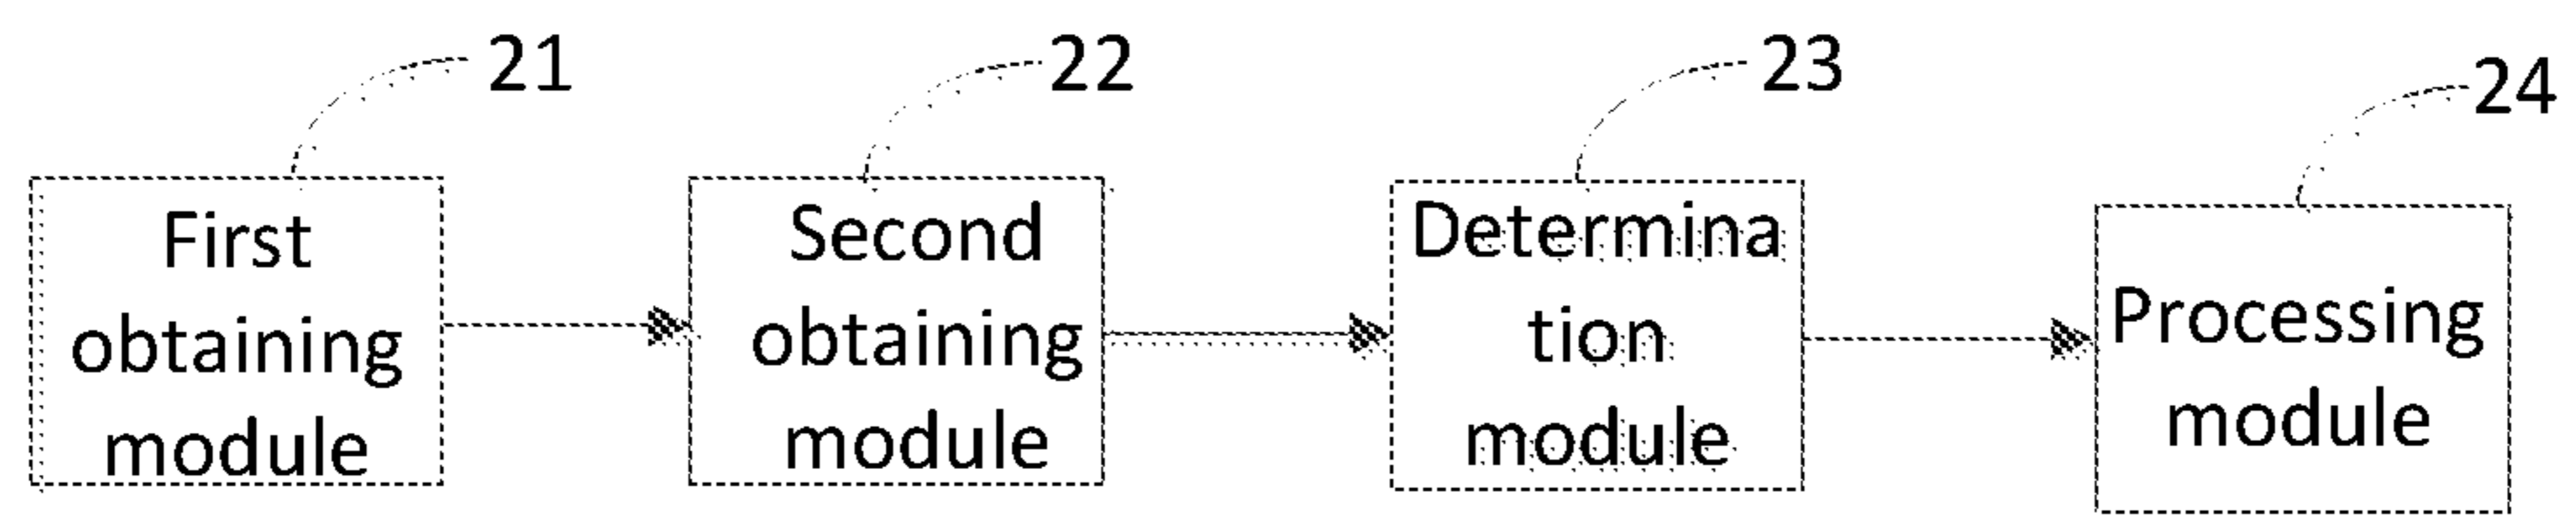 21
22
23
24
First
obtaining
module
Second
obtaining
module
Determina
tion
module
Processing
module